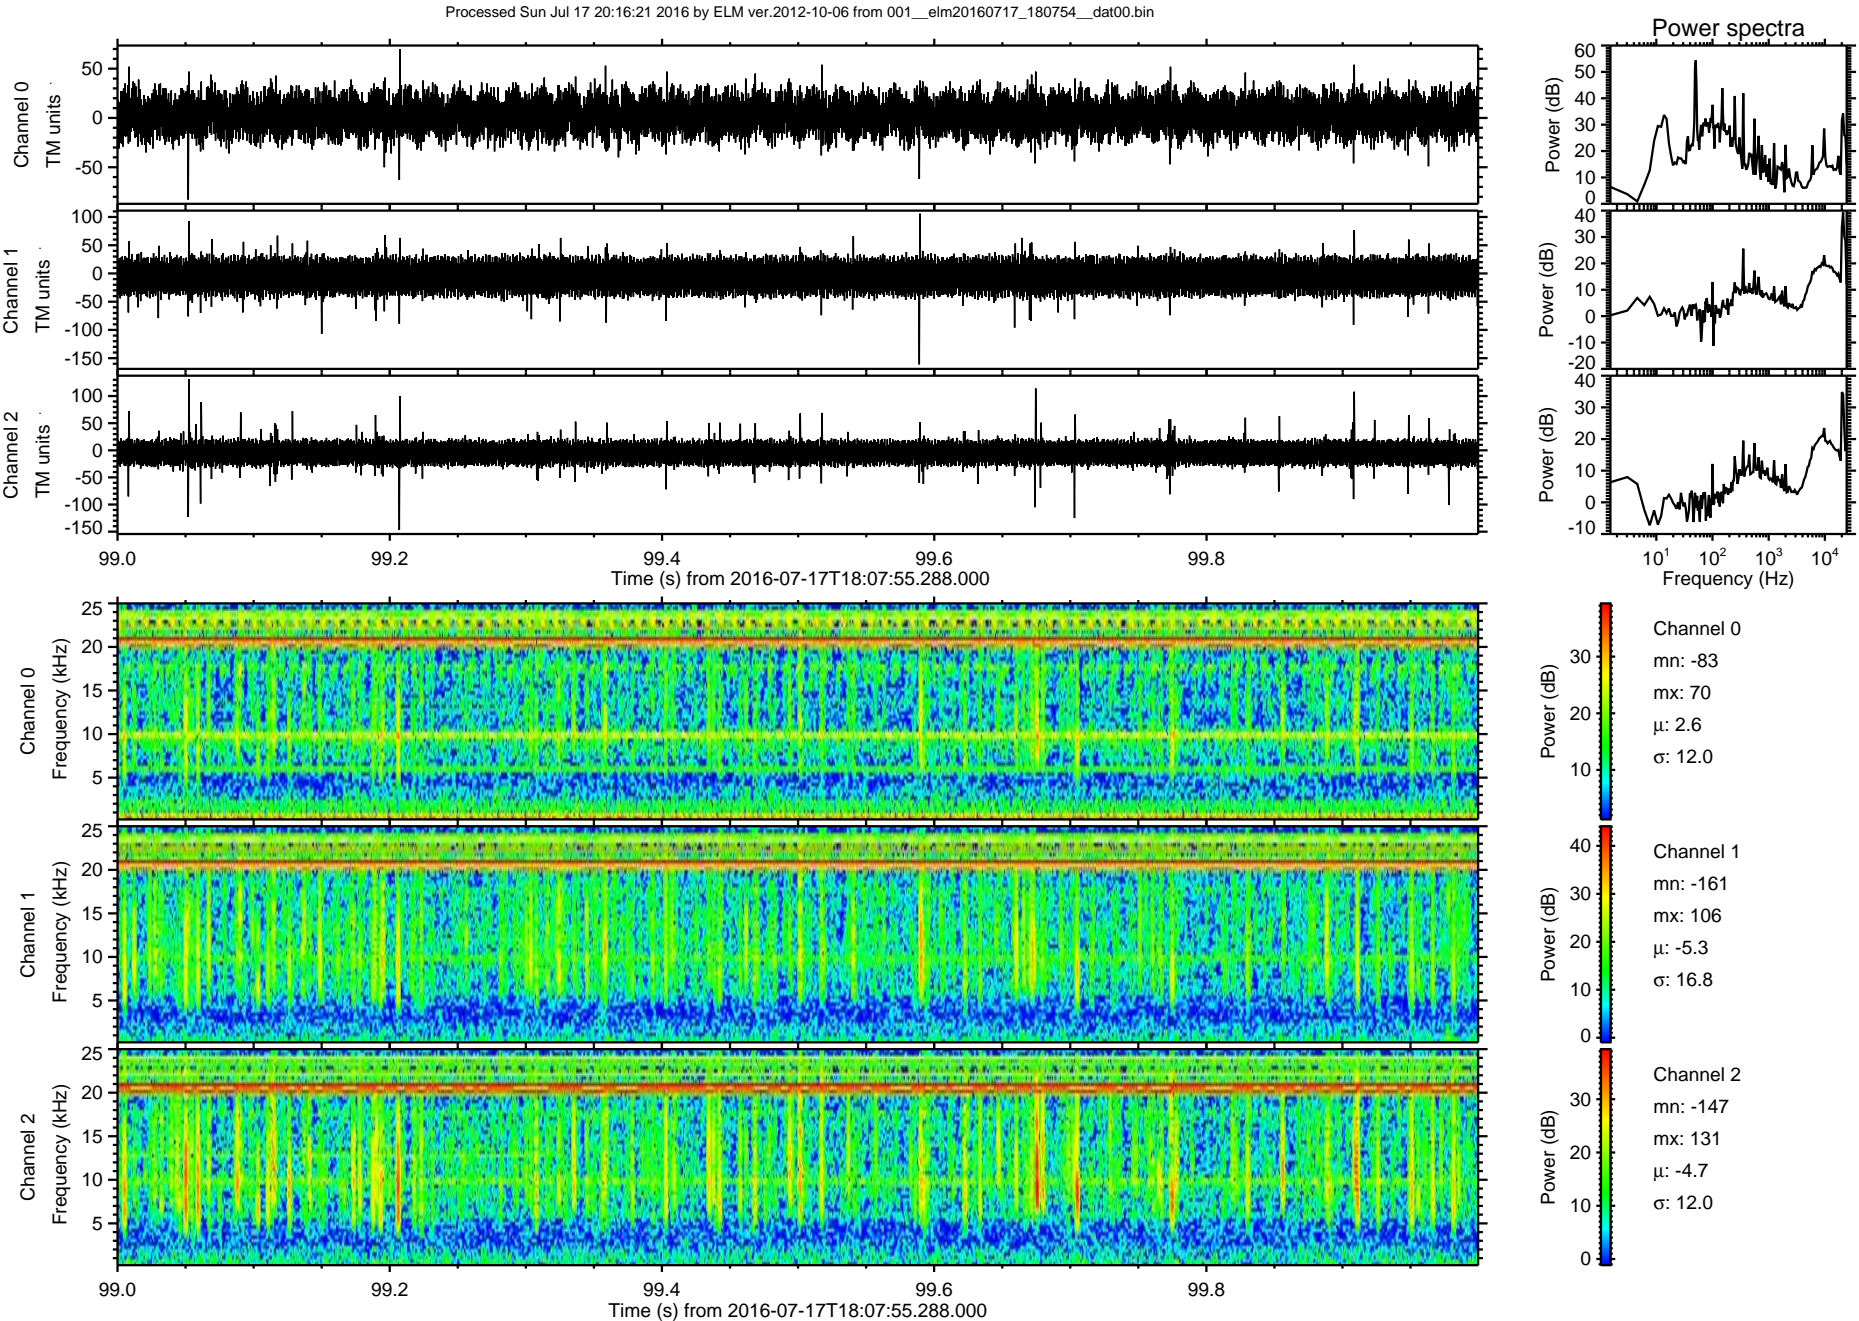 Processed Sun Jul 17 20:16:21 2016 by ELM ver.2012-10-06 from 001__elm20160717_180754__dat00.bin
Power spectra
Channel 0
TM units
50
0
-50
Power (dB)
60
50
40
30
20
10
0
Channel 1
TM units
100
50
0
-50
-100
-150
Power (dB)
40
30
20
10
0
-10
-20
Channel 2
TM units
100
50
0
-50
-100
-150
Power (dB)
40
30
20
10
0
-10
99.0 99.2 99.4 99.6 99.8
Time (s) from 2016-07-17T18:07:55.288.000
10^1 10^2 10^3 10^4
Frequency (Hz)
Channel 0
Frequency (kHz)
25
20
15
10
5
Power (dB)
30
20
10
Channel 0
mn: -83
mx: 70
μ: 2.6
σ: 12.0
Channel 1
Frequency (kHz)
25
20
15
10
5
Power (dB)
40
30
20
10
0
Channel 1
mn: -161
mx: 106
μ: -5.3
σ: 16.8
Channel 2
Frequency (kHz)
25
20
15
10
5
Power (dB)
30
20
10
0
Channel 2
mn: -147
mx: 131
μ: -4.7
σ: 12.0
99.0 99.2 99.4 99.6 99.8
Time (s) from 2016-07-17T18:07:55.288.000